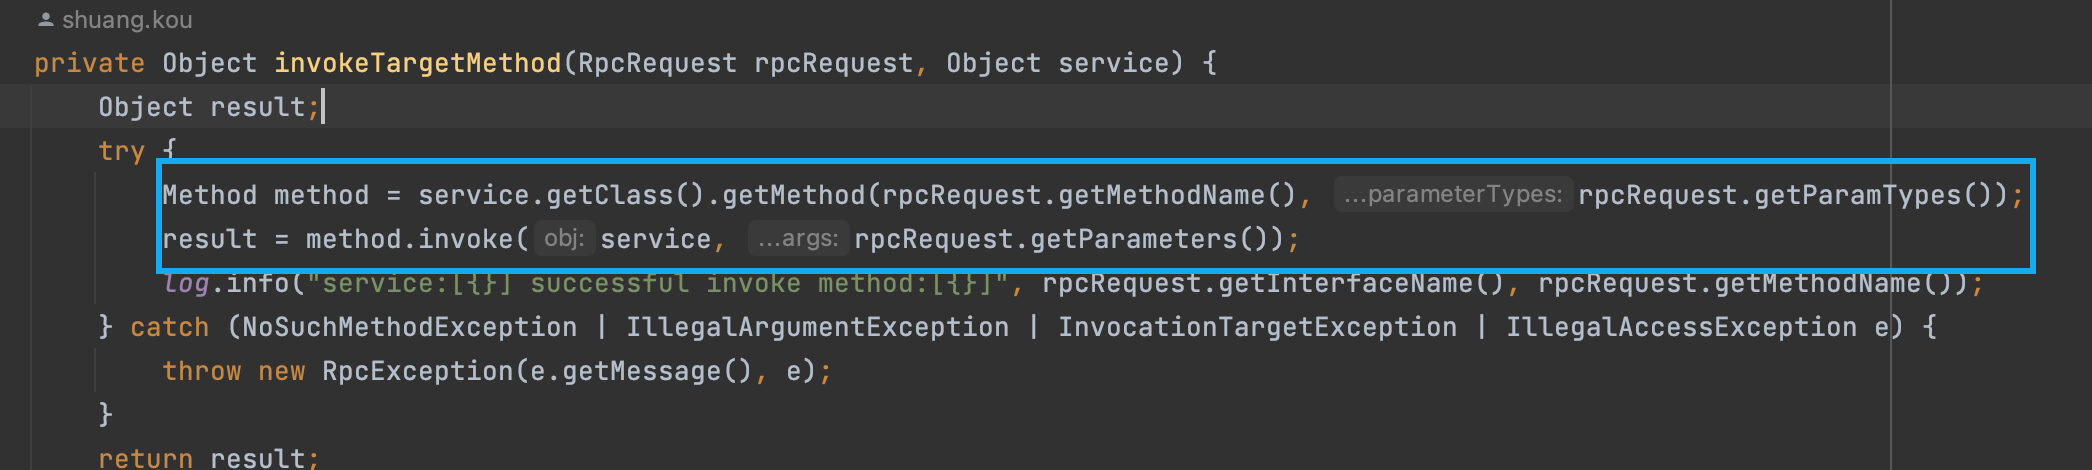 shuang.kou
private Object invokeTargetMethod(RpcRequest rpcRequest, Object service) {
Object result;
try {
Method method = service.getClass().getMethod(rpcRequest.getMethodName(), ...parameterTypes: rpcRequest.getParamTypes());
result = method.invoke( obj: service, ...args: rpcRequest.getParameters());
log.info("service:[{}] successful invoke method:[{}]", rpcRequest.getInterfaceName(), rpcRequest.getMethodName());
} catch (NoSuchMethodException | IllegalArgumentException | InvocationTargetException | IllegalAccessException e) {
throw new RpcException(e.getMessage(), e);
}
return result;